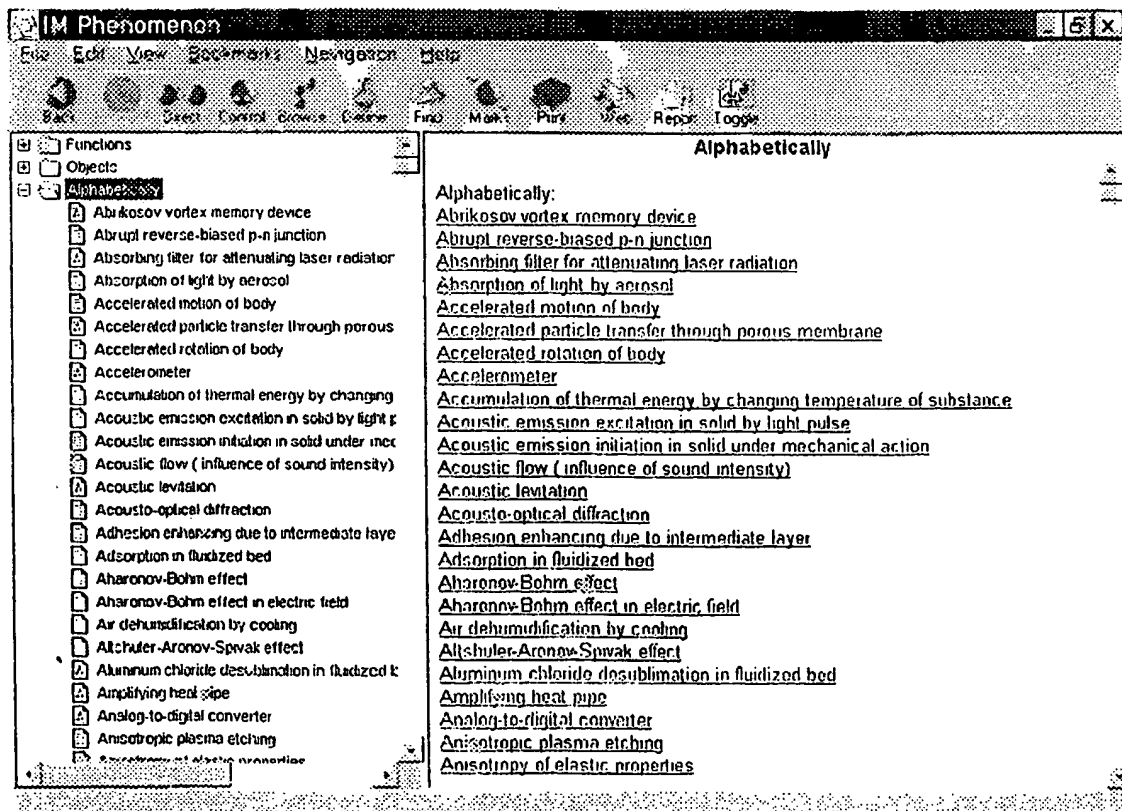 IM Phenomenon
File Edit View Bookmarks Navigation Help
Back Direct Control Browse Find Marks Print Web Report Toggle
Functions
Objects
Alphabetically
Abrikosov vortex memory device
Abrupt reverse-biased p-n junction
Absorbing filter for attenuating laser radiation
Absorption of light by aerosol
Accelerated motion of body
Accelerated particle transfer through porous
Accelerated rotation of body
Accelerometer
Accumulation of thermal energy by changing
Acoustic emission excitation in solid by light p
Acoustic emission initiation in solid under mec
Acoustic flow ( influence of sound intensity)
Acoustic levitation
Acousto-optical diffraction
Adhesion enhancing due to intermediate laye
Adsorption in fluidized bed
Aharonov-Bohm effect
Aharonov-Bohm effect in electric field
Air dehumidification by cooling
Altshuler-Aronov-Spivak effect
Aluminum chloride desublimation in fluidized b
Amplifying heat pipe
Analog-to-digital converter
Anisotropic plasma etching
Anisotropy of elastic properties
Alphabetically
Alphabetically:
Abrikosov vortex memory device
Abrupt reverse-biased p-n junction
Absorbing filter for attenuating laser radiation
Absorption of light by aerosol
Accelerated motion of body
Accelerated particle transfer through porous membrane
Accelerated rotation of body
Accelerometer
Accumulation of thermal energy by changing temperature of substance
Acoustic emission excitation in solid by light pulse
Acoustic emission initiation in solid under mechanical action
Acoustic flow ( influence of sound intensity)
Acoustic levitation
Acousto-optical diffraction
Adhesion enhancing due to intermediate layer
Adsorption in fluidized bed
Aharonov-Bohm effect
Aharonov-Bohm effect in electric field
Air dehumidification by cooling
Altshuler-Aronov-Spivak effect
Aluminum chloride desublimation in fluidized bed
Amplifying heat pipe
Analog-to-digital converter
Anisotropic plasma etching
Anisotropy of elastic properties